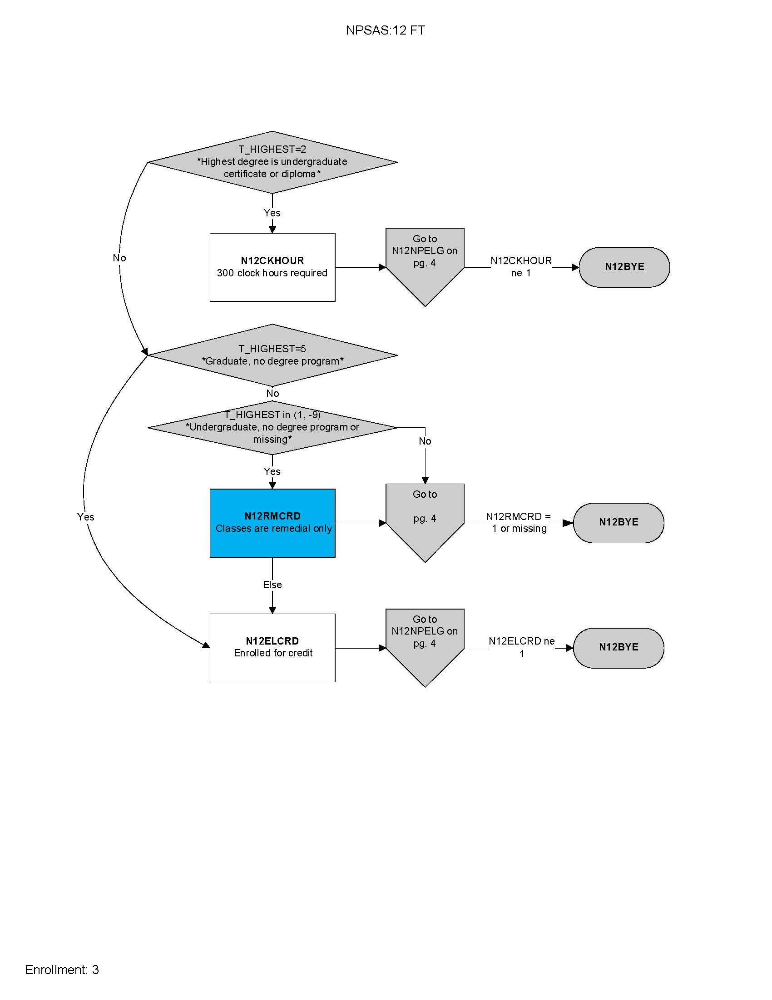 NPSAS:12 FT
T_HIGHEST=2
*Highest degree is undergraduate
certificate or diploma*
Yes
No
N12CKHOUR
300 clock hours required
Go to
N12NPELG on
pg. 4
N12CKHOUR
ne 1
N12BYE
T_HIGHEST=5
*Graduate, no degree program*
No
T_HIGHEST in (1, -9)
*Undergraduate, no degree program or
missing*
No
Yes
Yes
N12RMCRD
Classes are remedial only
Go to
pg. 4
N12RMCRD =
1 or missing
N12BYE
Else
N12ELCRD
Enrolled for credit
Go to
N12NPELG on
pg. 4
N12ELCRD ne
1
N12BYE
Enrollment: 3